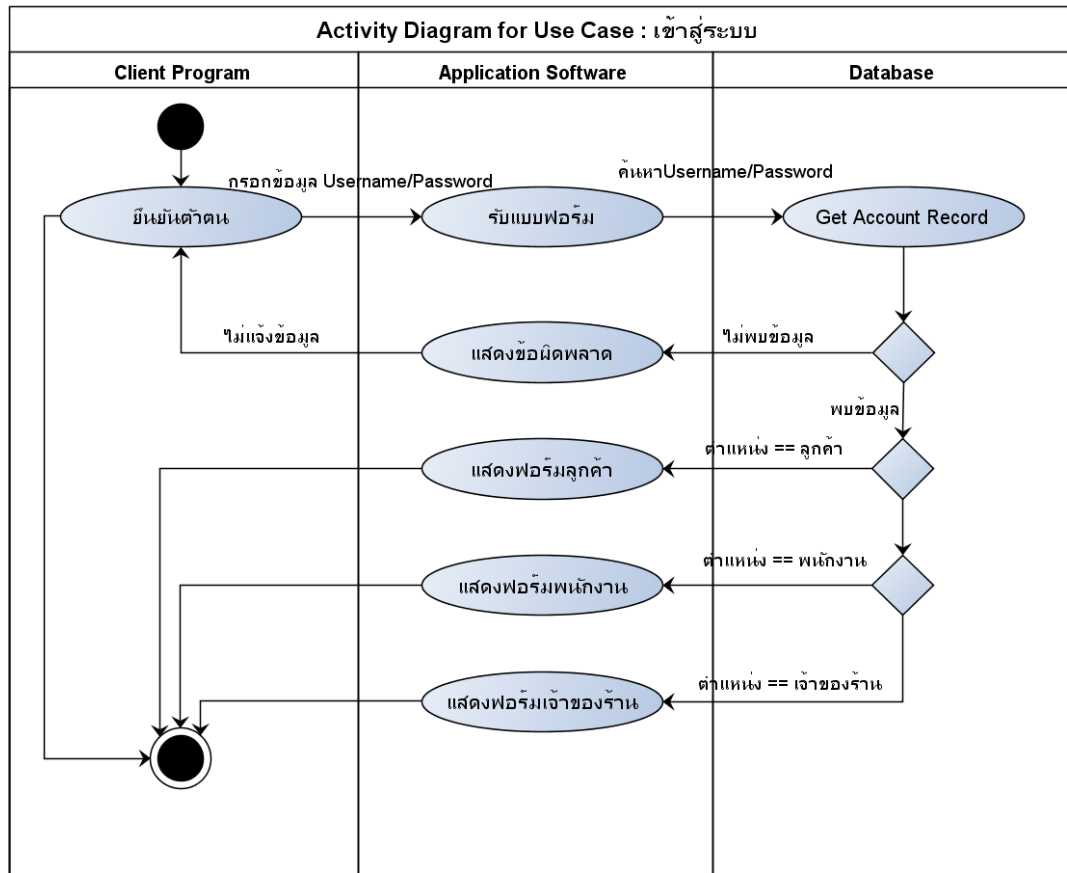 Activity Diagram for Use Case : เข้าสู่ระบบ
Client Program
Application Software
Database
กรอกข้อมูล Username/Password
ค้นหาUsername/Password
ยืนยันตัวตน
รับแบบฟอร์ม
Get Account Record
ไม่แจ้งข้อมูล
แสดงข้อผิดพลาด
ไม่พบข้อมูล
พบข้อมูล
แสดงฟอร์มลูกค้า
ตำแหน่ง == ลูกค้า
แสดงฟอร์มพนักงาน
ตำแหน่ง == พนักงาน
แสดงฟอร์มเจ้าของร้าน
ตำแหน่ง == เจ้าของร้าน